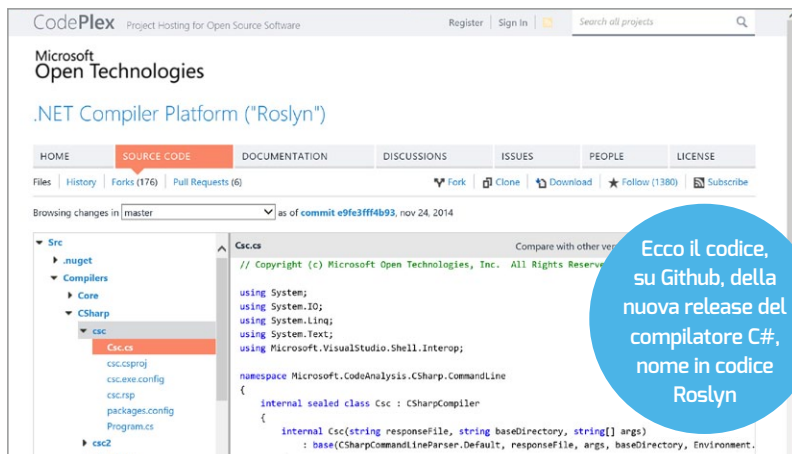 CodePlex Project Hosting for Open Source Software
Register Sign In
Search all projects
Microsoft
Open Technologies
.NET Compiler Platform ("Roslyn")
HOME SOURCE CODE DOCUMENTATION DISCUSSIONS ISSUES PEOPLE LICENSE
Files History Forks (176) Pull Requests (6)
Fork Clone Download Follow (1380) Subscribe
Browsing changes in master as of commit e9fe3fff4b93, nov 24, 2014
Src
.nuget
Compilers
Core
CSharp
csc
Csc.cs
csc.csproj
csc.exe.config
csc.rsp
packages.config
Program.cs
csc2
Csc.cs Compare with other ver
// Copyright (c) Microsoft Open Technologies, Inc. All Rights Reserve
using System;
using System.IO;
using System.Linq;
using System.Text;
using Microsoft.VisualStudio.Shell.Interop;
namespace Microsoft.CodeAnalysis.CSharp.CommandLine
{
internal sealed class Csc : CSharpCompiler
{
internal Csc(string responseFile, string baseDirectory, string[] args)
: base(CSharpCommandLineParser.Default, responseFile, args, baseDirectory, Environment.
Ecco il codice,
su Github, della
nuova release del
compilatore C#,
nome in codice
Roslyn